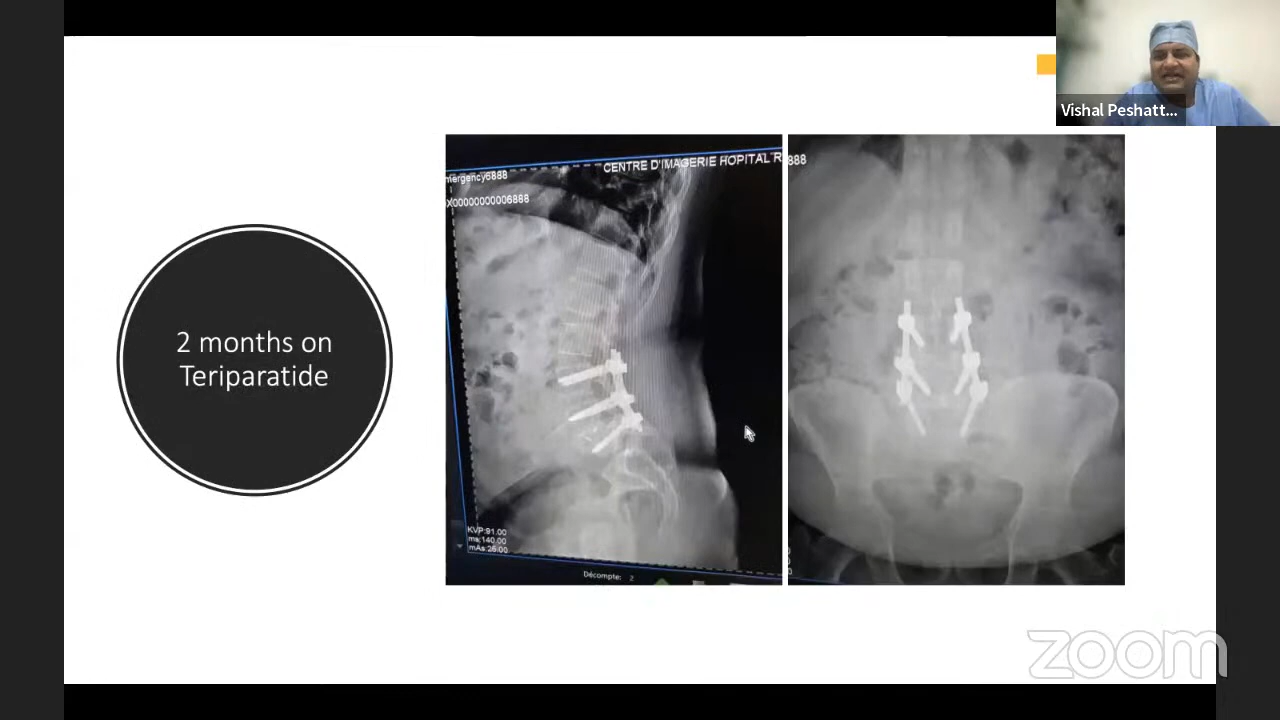 Vishal Peshatt...
2 months on
Teriparatide
CENTRE D'IMAGERIE HOPITAL R
mergency6888
X00000000006888
KVP:91.00
ms:140.00
mAs:26.00
Décompte: 2
888
zoom